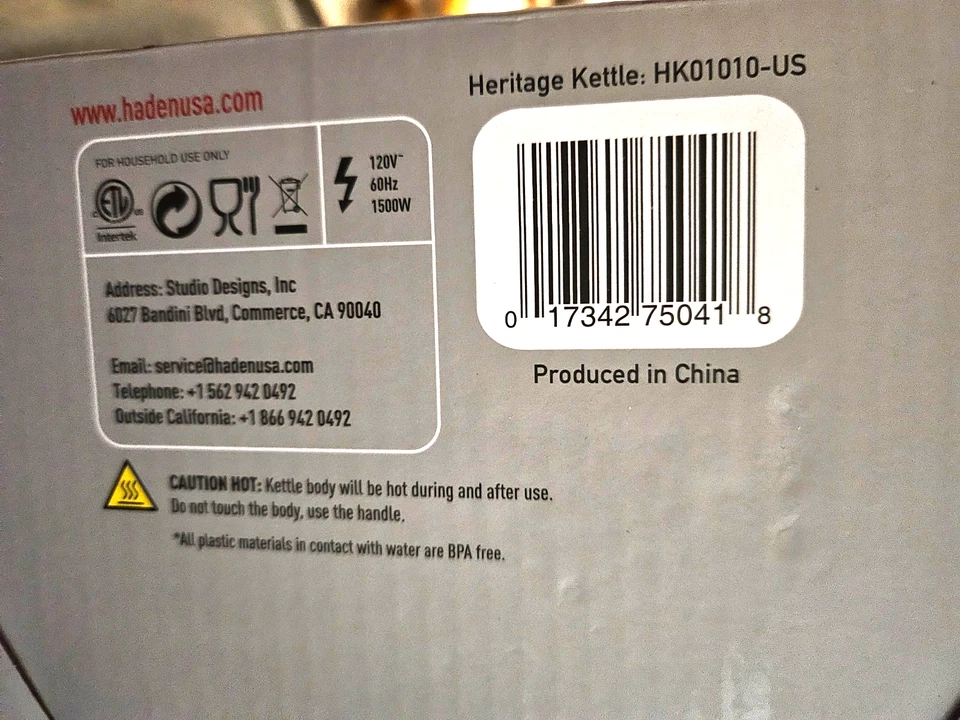 www.hadenusa.com
Heritage Kettle: HK01010-US
FOR HOUSEHOLD USE ONLY
ETL
c us
Intertek
120V~
60Hz
1500W
Address: Studio Designs, Inc
6027 Bandini Blvd, Commerce, CA 90040
Email: service@hadenusa.com
Telephone: +1 562 942 0492
Outside California: +1 866 942 0492
0 17342 75041 8
Produced in China
CAUTION HOT: Kettle body will be hot during and after use.
Do not touch the body, use the handle.
*All plastic materials in contact with water are BPA free.